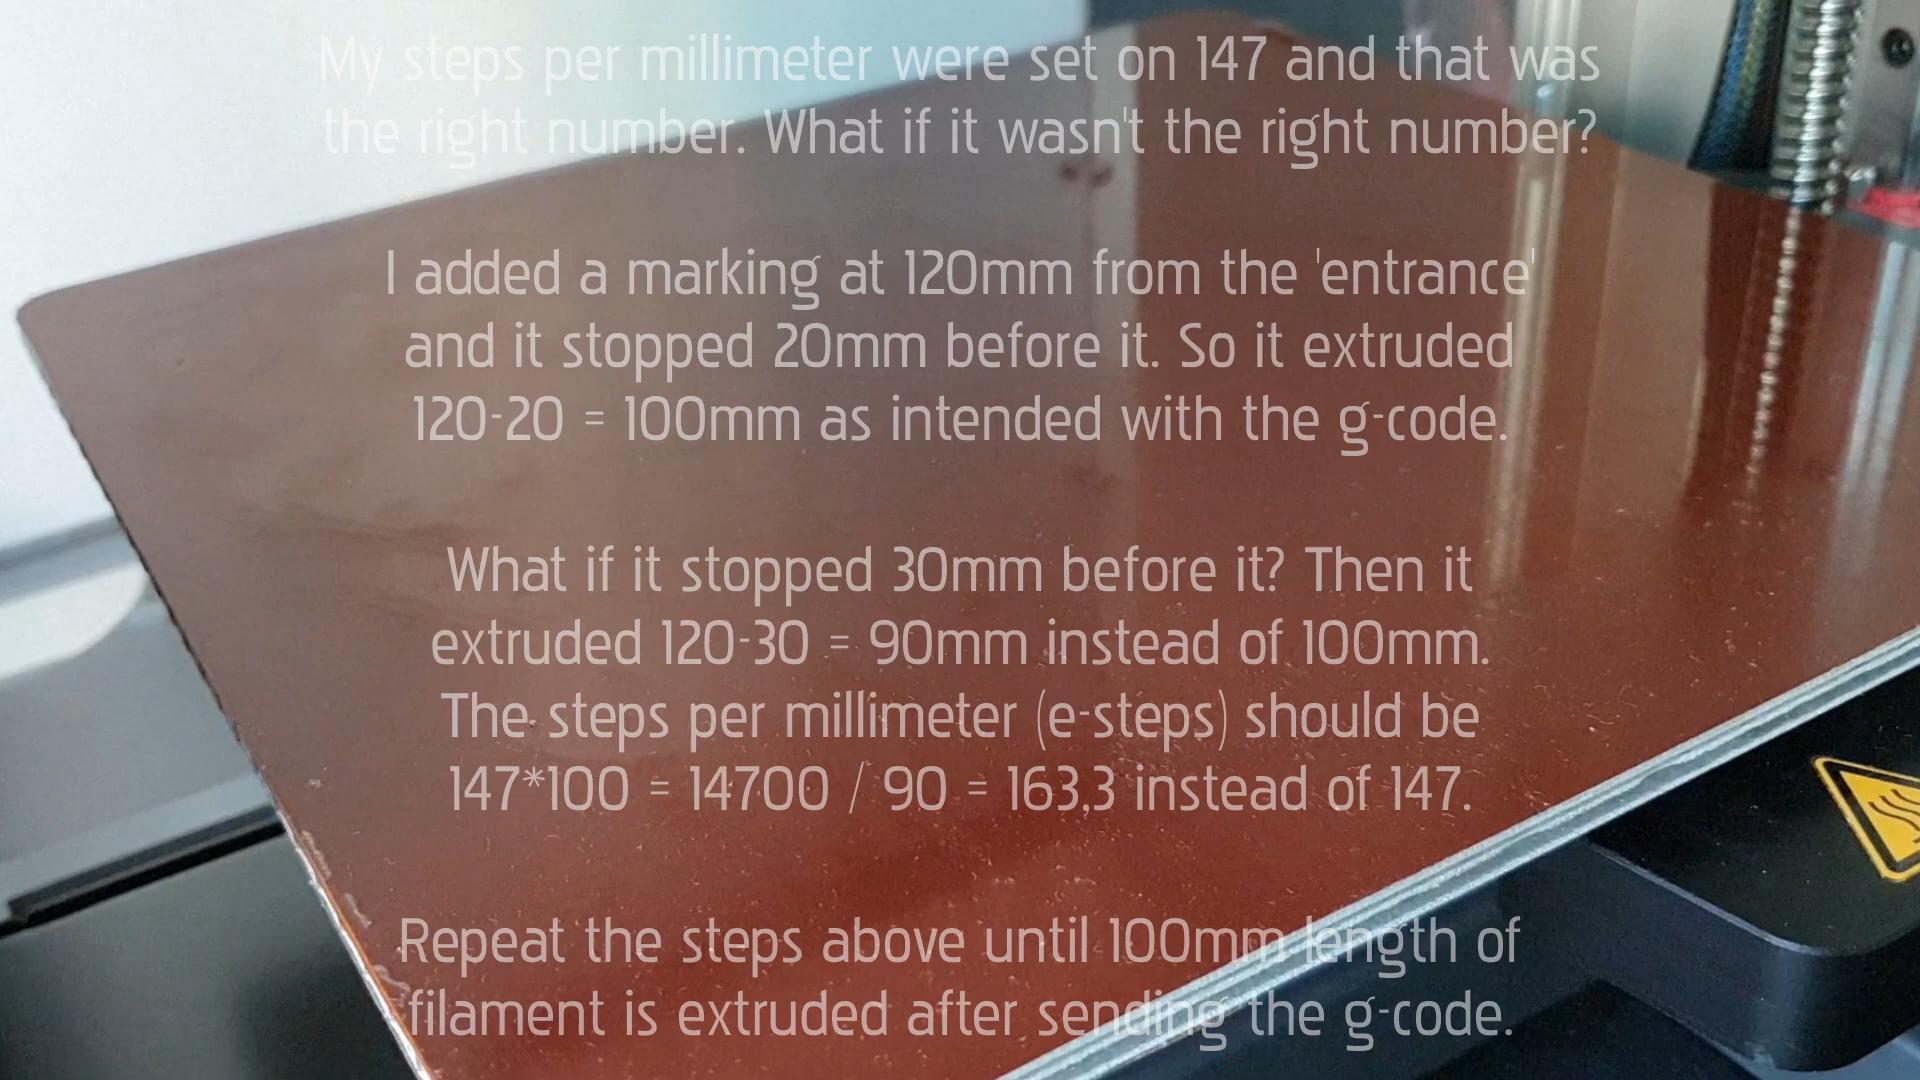 My steps per millimeter were set on 147 and that was
the right number. What if it wasn't the right number?
I added a marking at 120mm from the 'entrance'
and it stopped 20mm before it. So it extruded
120-20 = 100mm as intended with the g-code.
What if it stopped 30mm before it? Then it
extruded 120-30 = 90mm instead of 100mm.
The steps per millimeter (e-steps) should be
147*100 = 14700 / 90 = 163,3 instead of 147.
Repeat the steps above until 100mm length of
filament is extruded after sending the g-code.